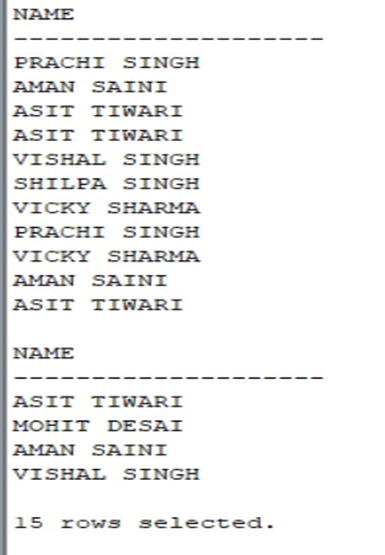 NAME
--------------------
PRACHI SINGH
AMAN SAINI
ASIT TIWARI
ASIT TIWARI
VISHAL SINGH
SHILPA SINGH
VICKY SHARMA
PRACHI SINGH
VICKY SHARMA
AMAN SAINI
ASIT TIWARI
NAME
--------------------
ASIT TIWARI
MOHIT DESAI
AMAN SAINI
VISHAL SINGH
15 rows selected.